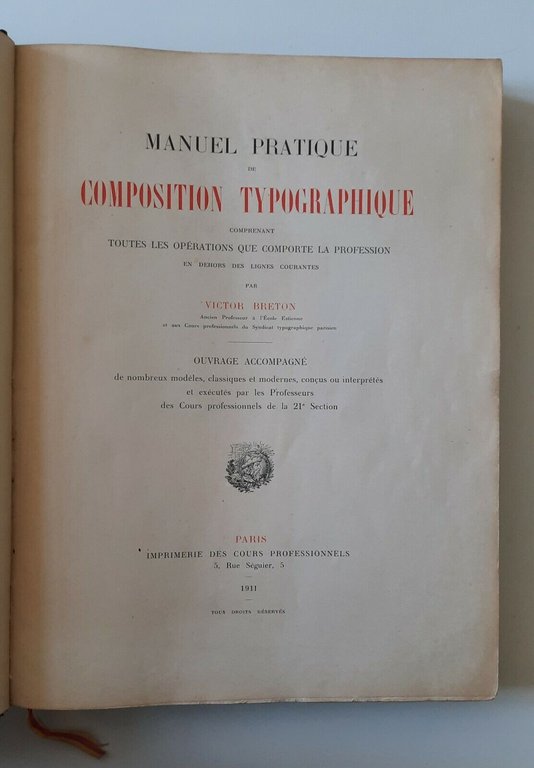 MANUEL PRATIQUE
DE
COMPOSITION TYPOGRAPHIQUE
COMPRENANT
TOUTES LES OPÉRATIONS QUE COMPORTE LA PROFESSION
EN DEHORS DES LIGNES COURANTES
PAR
VICTOR BRETON
Ancien Professeur à l'École Estienne
et aux Cours professionnels du Syndicat typographique parisien
OUVRAGE ACCOMPAGNÉ
de nombreux modèles, classiques et modernes, conçus ou interprétés
et exécutés par les Professeurs
des Cours professionnels de la 21e Section
PARIS
IMPRIMERIE DES COURS PROFESSIONNELS
5, Rue Séguier, 5
1911
TOUS DROITS RÉSERVÉS